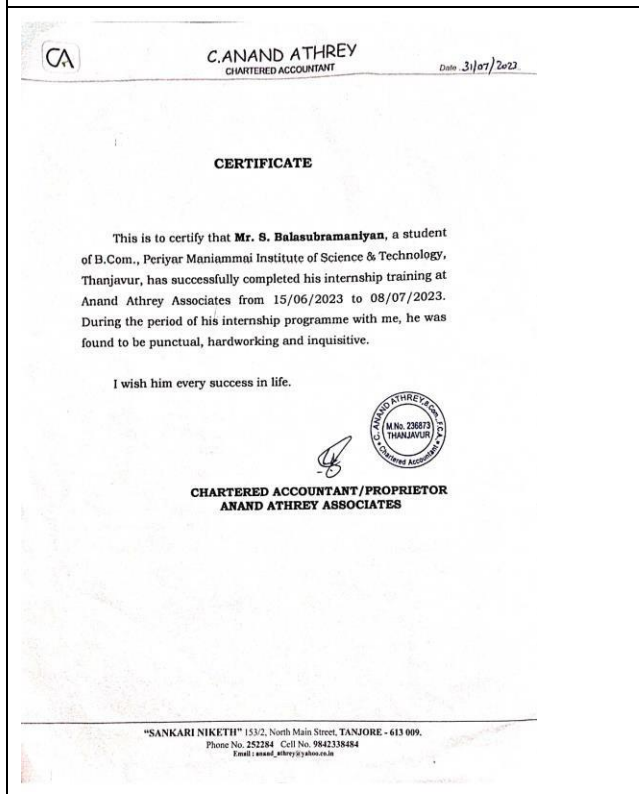 CA
C.ANAND ATHREY
CHARTERED ACCOUNTANT
Date 31/07/2023
CERTIFICATE
This is to certify that Mr. S. Balasubramaniyan, a student
of B.Com., Periyar Maniammai Institute of Science & Technology,
Thanjavur, has successfully completed his internship training at
Anand Athrey Associates from 15/06/2023 to 08/07/2023.
During the period of his internship programme with me, he was
found to be punctual, hardworking and inquisitive.
I wish him every success in life.
C. ANAND ATHREY, B.Com., F.C.A.
M.No. 236873
THANJAVUR
Chartered Accountant
CHARTERED ACCOUNTANT/PROPRIETOR
ANAND ATHREY ASSOCIATES
"SANKARI NIKETH" 153/2, North Main Street, TANJORE - 613 009.
Phone No. 252284 Cell No. 9842338484
Email : anand_athrey@yahoo.co.in